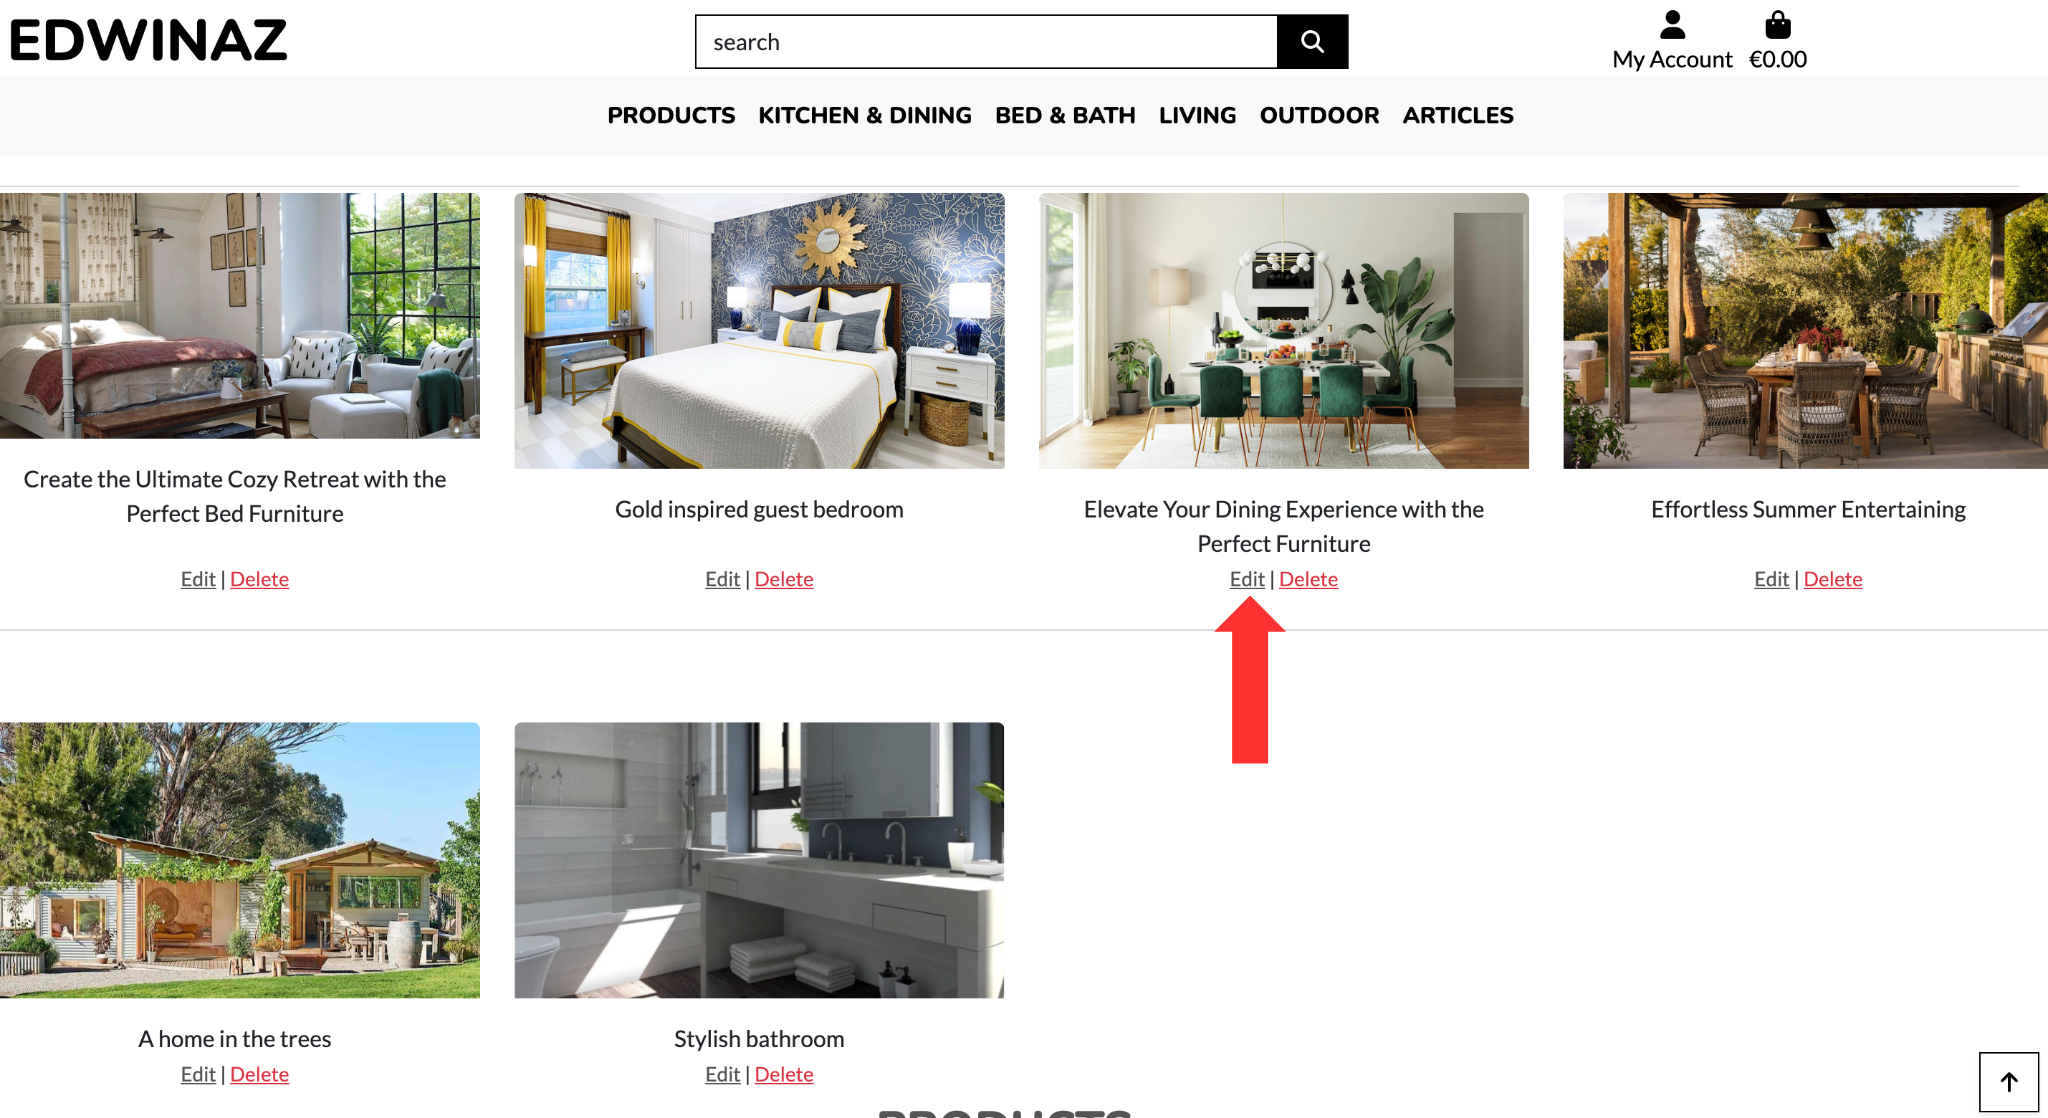 EDWINAZ
search
My Account €0.00
PRODUCTS KITCHEN & DINING BED & BATH LIVING OUTDOOR ARTICLES
Create the Ultimate Cozy Retreat with the
Perfect Bed Furniture
Edit | Delete
Gold inspired guest bedroom
Edit | Delete
Elevate Your Dining Experience with the
Perfect Furniture
Edit | Delete
Effortless Summer Entertaining
Edit | Delete
A home in the trees
Edit | Delete
Stylish bathroom
Edit | Delete
PRODUCTS